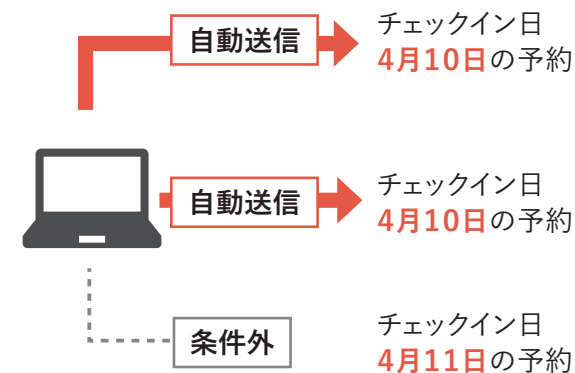 自動送信
チェックイン日
4月10日の予約
自動送信
チェックイン日
4月10日の予約
条件外
チェックイン日
4月11日の予約